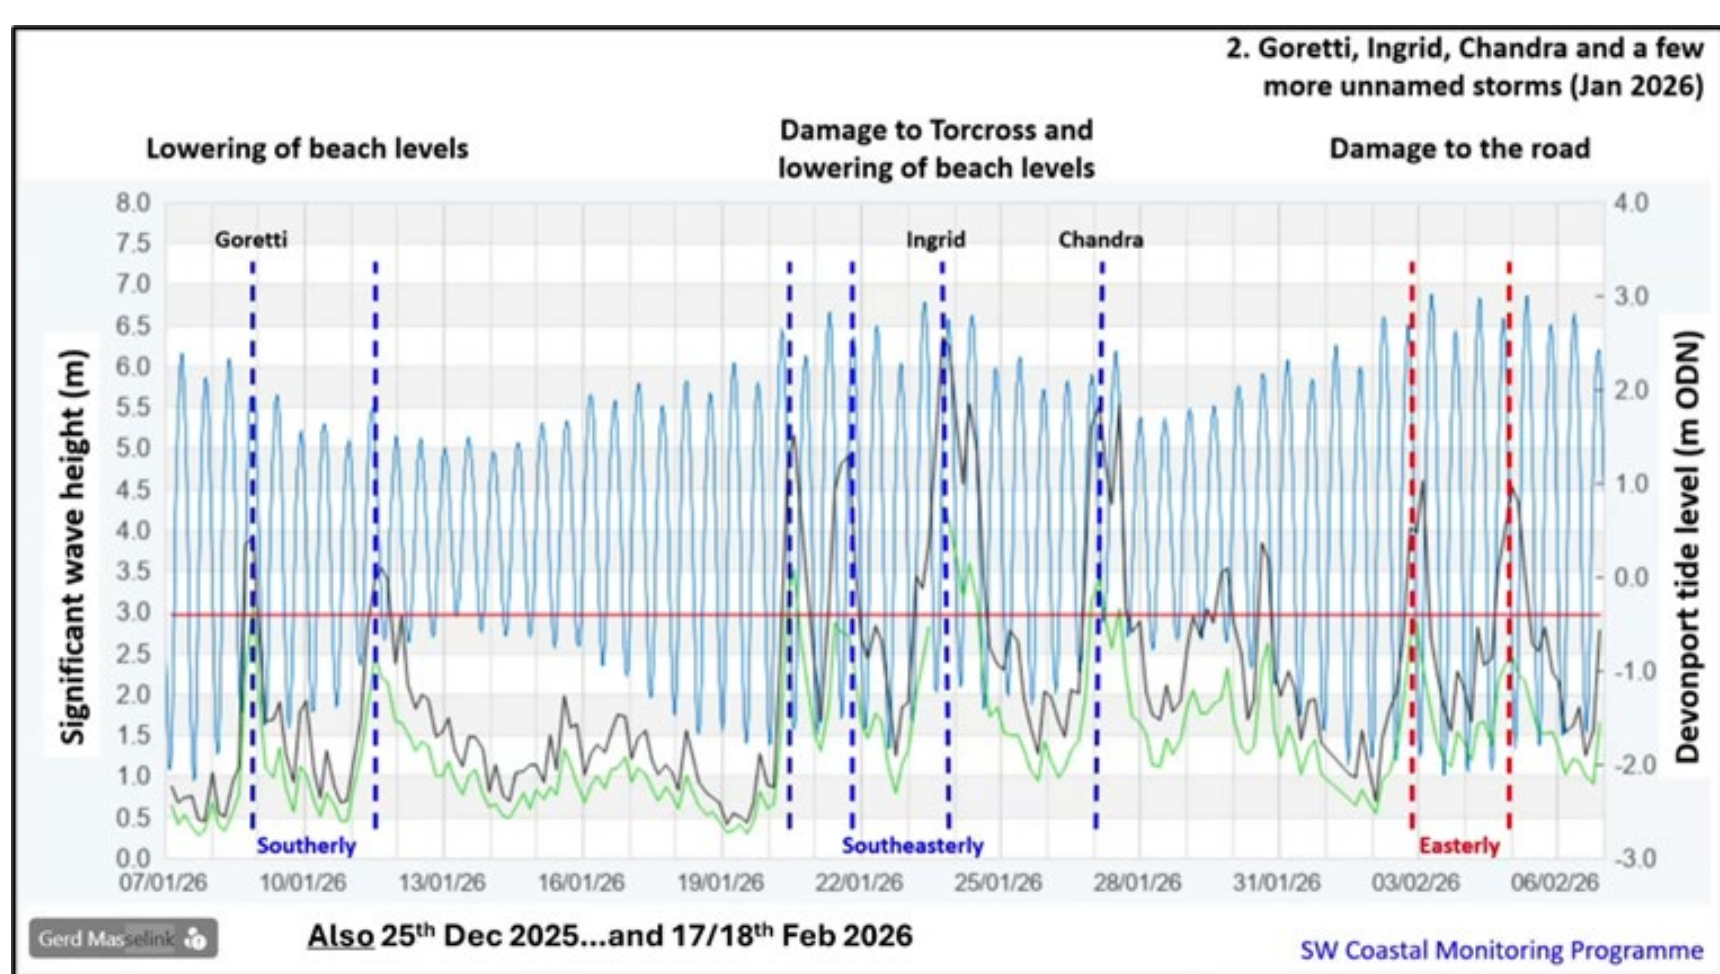 2. Goretti, Ingrid, Chandra and a few
more unnamed storms (Jan 2026)
Lowering of beach levels
Damage to Torcross and
lowering of beach levels
Damage to the road
8.0
7.5
7.0
6.5
6.0
5.5
5.0
4.5
4.0
3.5
3.0
2.5
2.0
1.5
1.0
0.5
0.0
Significant wave height (m)
Goretti
Ingrid
Chandra
Southerly
Southeasterly
Easterly
4.0
3.0
2.0
1.0
0.0
-1.0
-2.0
-3.0
Devonport tide level (m ODN)
07/01/26 10/01/26 13/01/26 16/01/26 19/01/26 22/01/26 25/01/26 28/01/26 31/01/26 03/02/26 06/02/26
Gerd Masselink
Also 25th Dec 2025...and 17/18th Feb 2026
SW Coastal Monitoring Programme